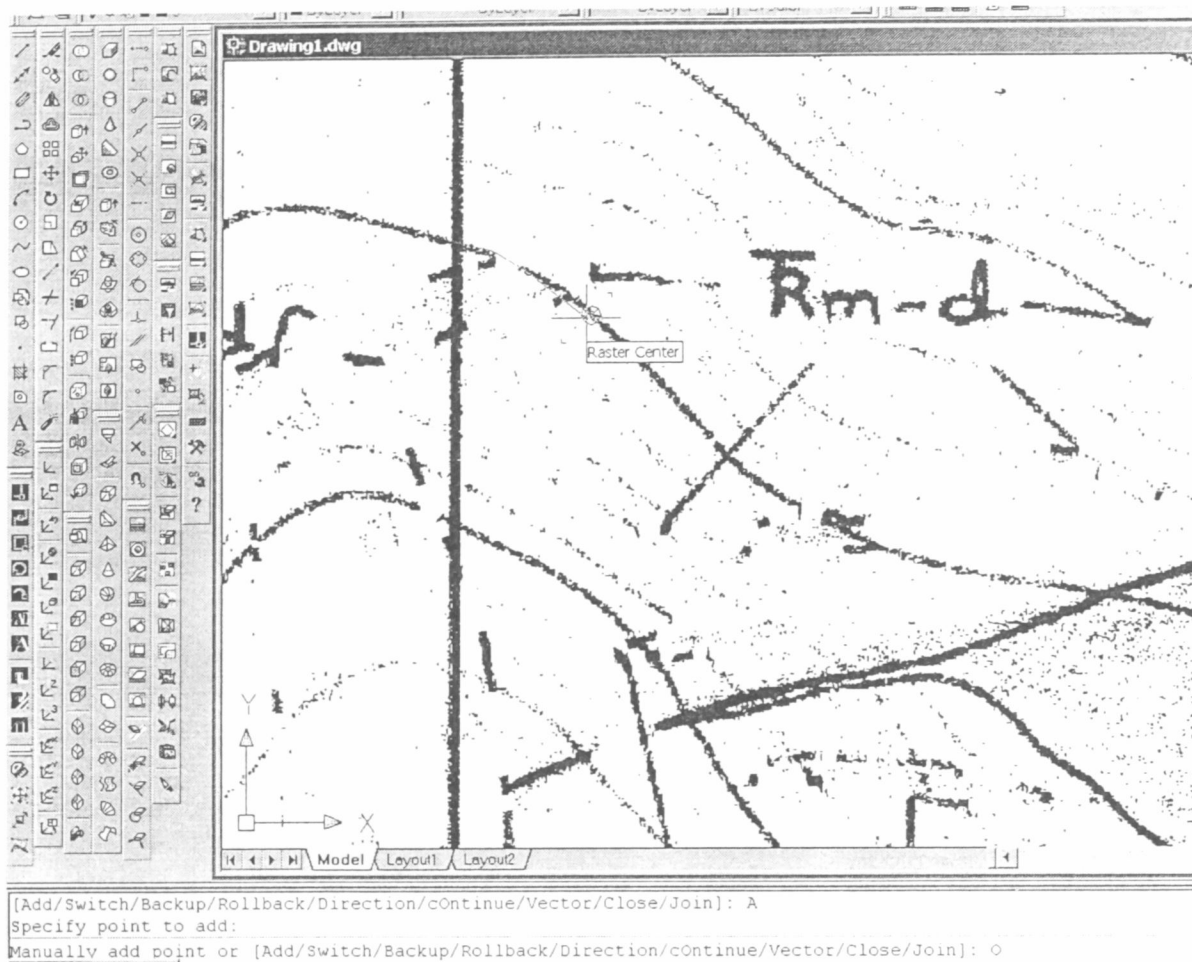 Drawing1.dwg
R̅m-d
Raster Center
Y
X
Model Layout1 Layout2
[Add/Switch/Backup/Rollback/Direction/cOntinue/Vector/Close/Join]: A
Specify point to add:
Manually add point or [Add/Switch/Backup/Rollback/Direction/cOntinue/Vector/Close/Join]: O